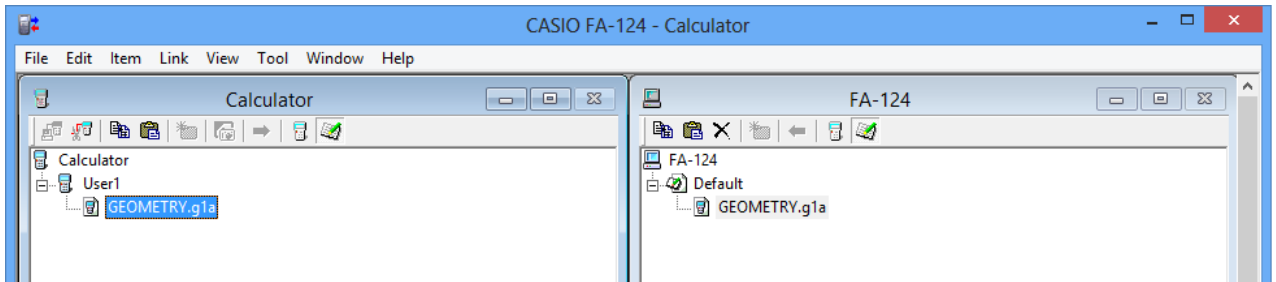 CASIO FA-124 - Calculator
File Edit Item Link View Tool Window Help
Calculator
Calculator
User1
GEOMETRY.g1a
FA-124
FA-124
Default
GEOMETRY.g1a